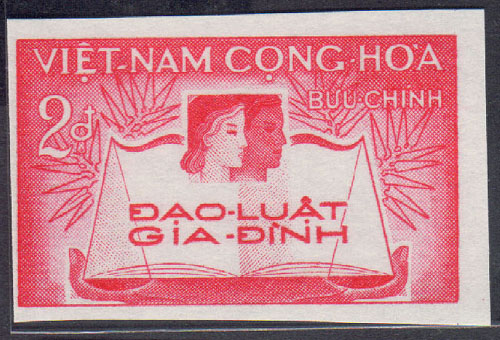 VIỆT-NAM CỘNG-HÒA
BƯU-CHÍNH
2đ
ĐẠO-LUẬT
GIA-ĐÌNH